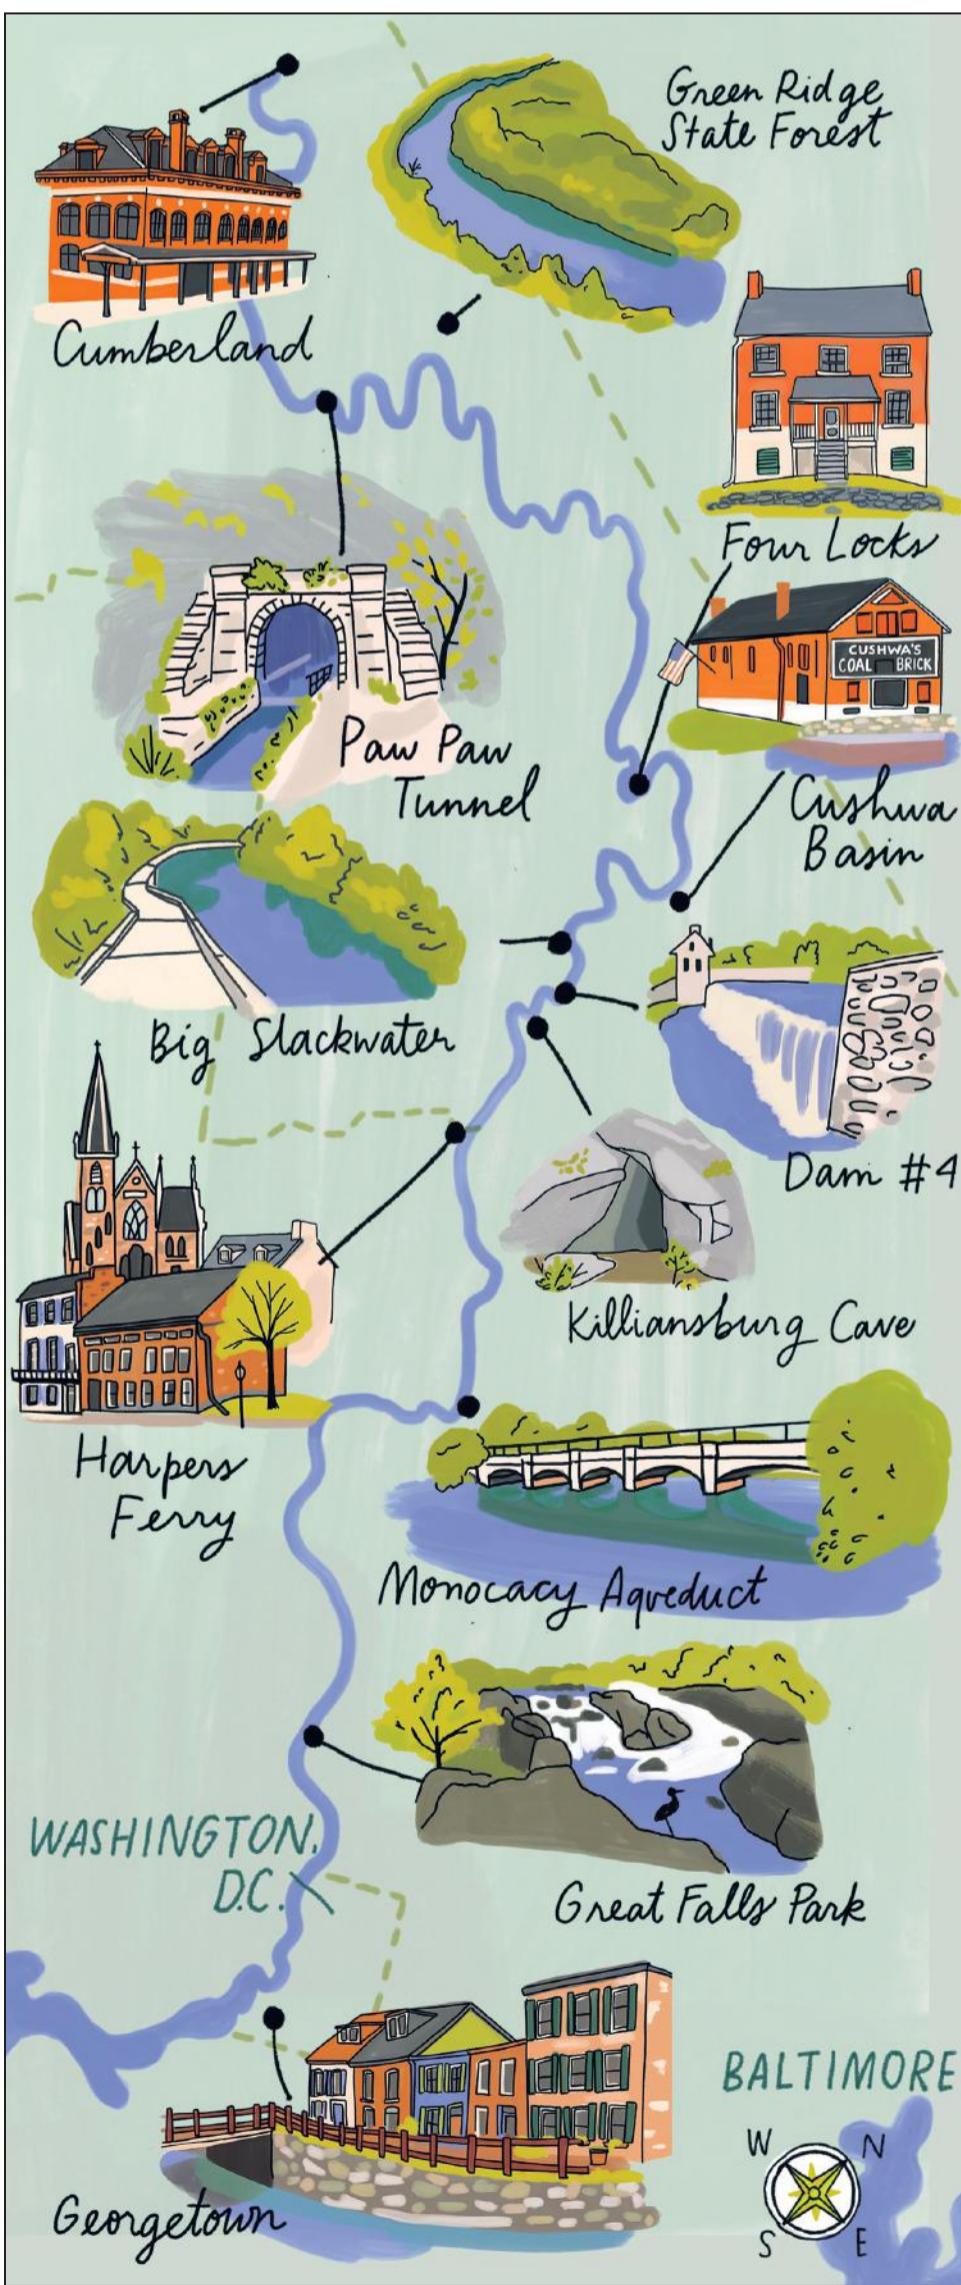 Green Ridge
State Forest
Cumberland
Four Locks
CUSHWA'S
COAL BRICK
Paw Paw
Tunnel
Cushwa
Basin
Big Slackwater
Dam #4
Killiansburg Cave
Harpers
Ferry
Monocacy Aqueduct
WASHINGTON,
D.C.
Great Falls Park
BALTIMORE
W N
S E
Georgetown